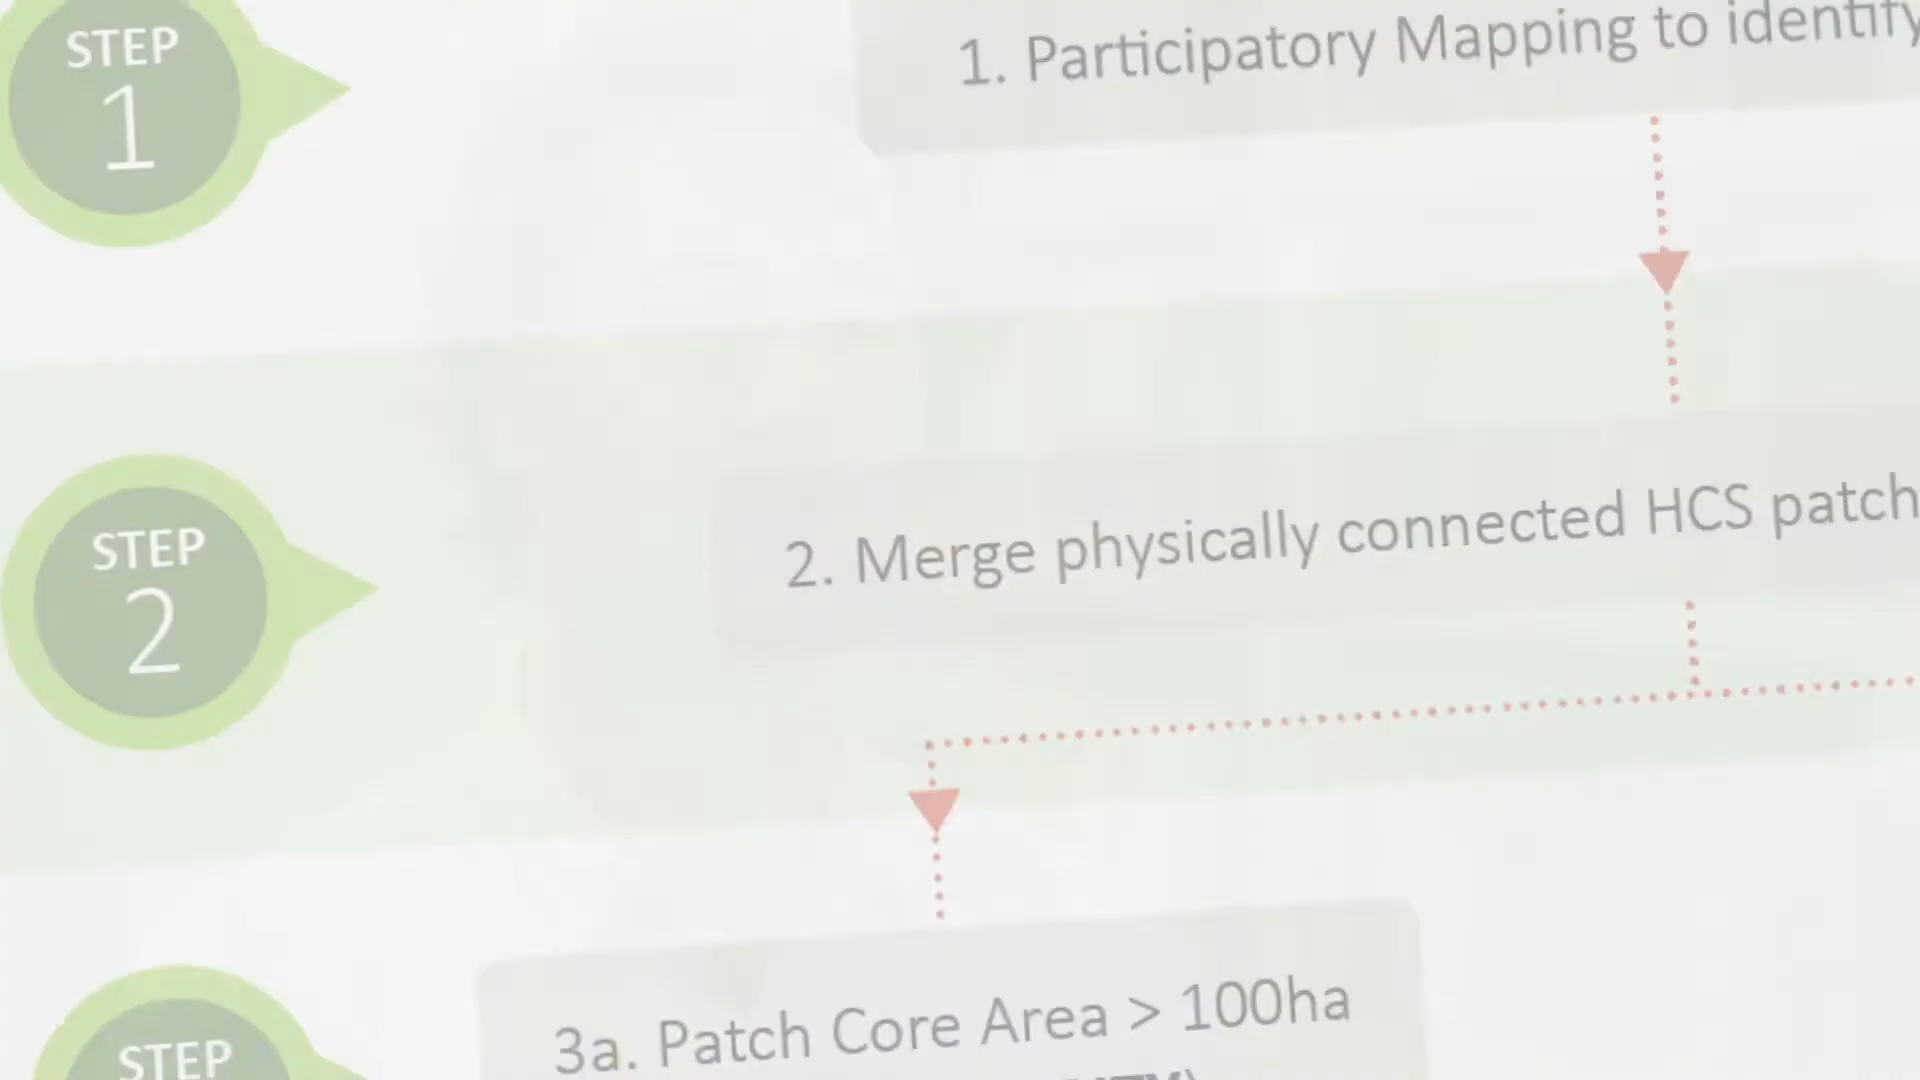 STEP
1
1. Participatory Mapping to identify
STEP
2
2. Merge physically connected HCS patch
STEP
3a. Patch Core Area > 100ha